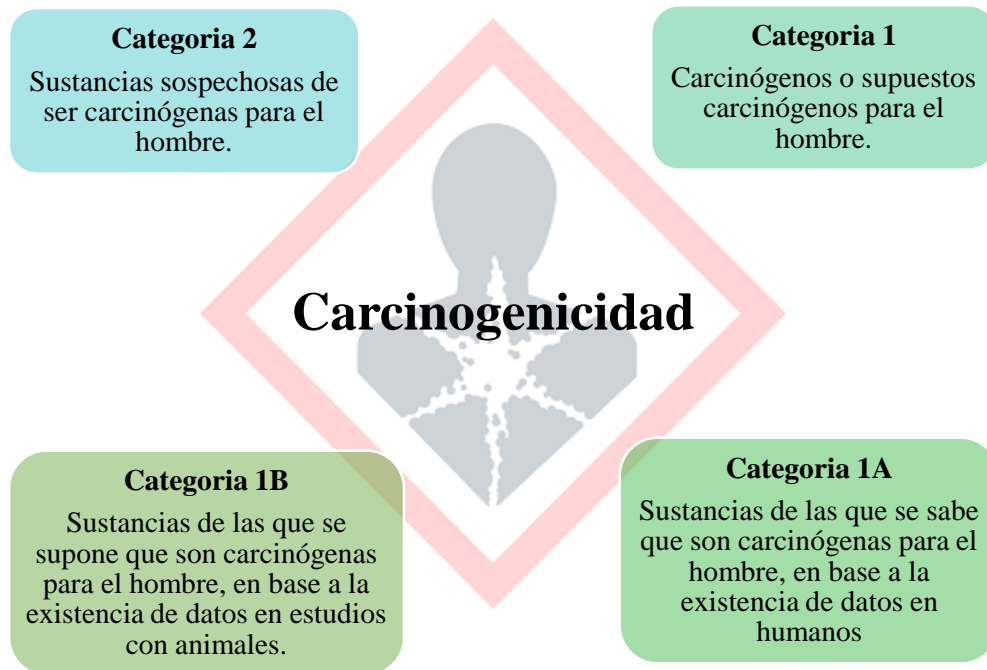 Categoria 2
Sustancias sospechosas de
ser carcinógenas para el
hombre.
Categoria 1
Carcinógenos o supuestos
carcinógenos para el
hombre.
Carcinogenicidad
Categoria 1B
Sustancias de las que se
supone que son carcinógenas
para el hombre, en base a la
existencia de datos en estudios
con animales.
Categoria 1A
Sustancias de las que se sabe
que son carcinógenas para el
hombre, en base a la
existencia de datos en
humanos